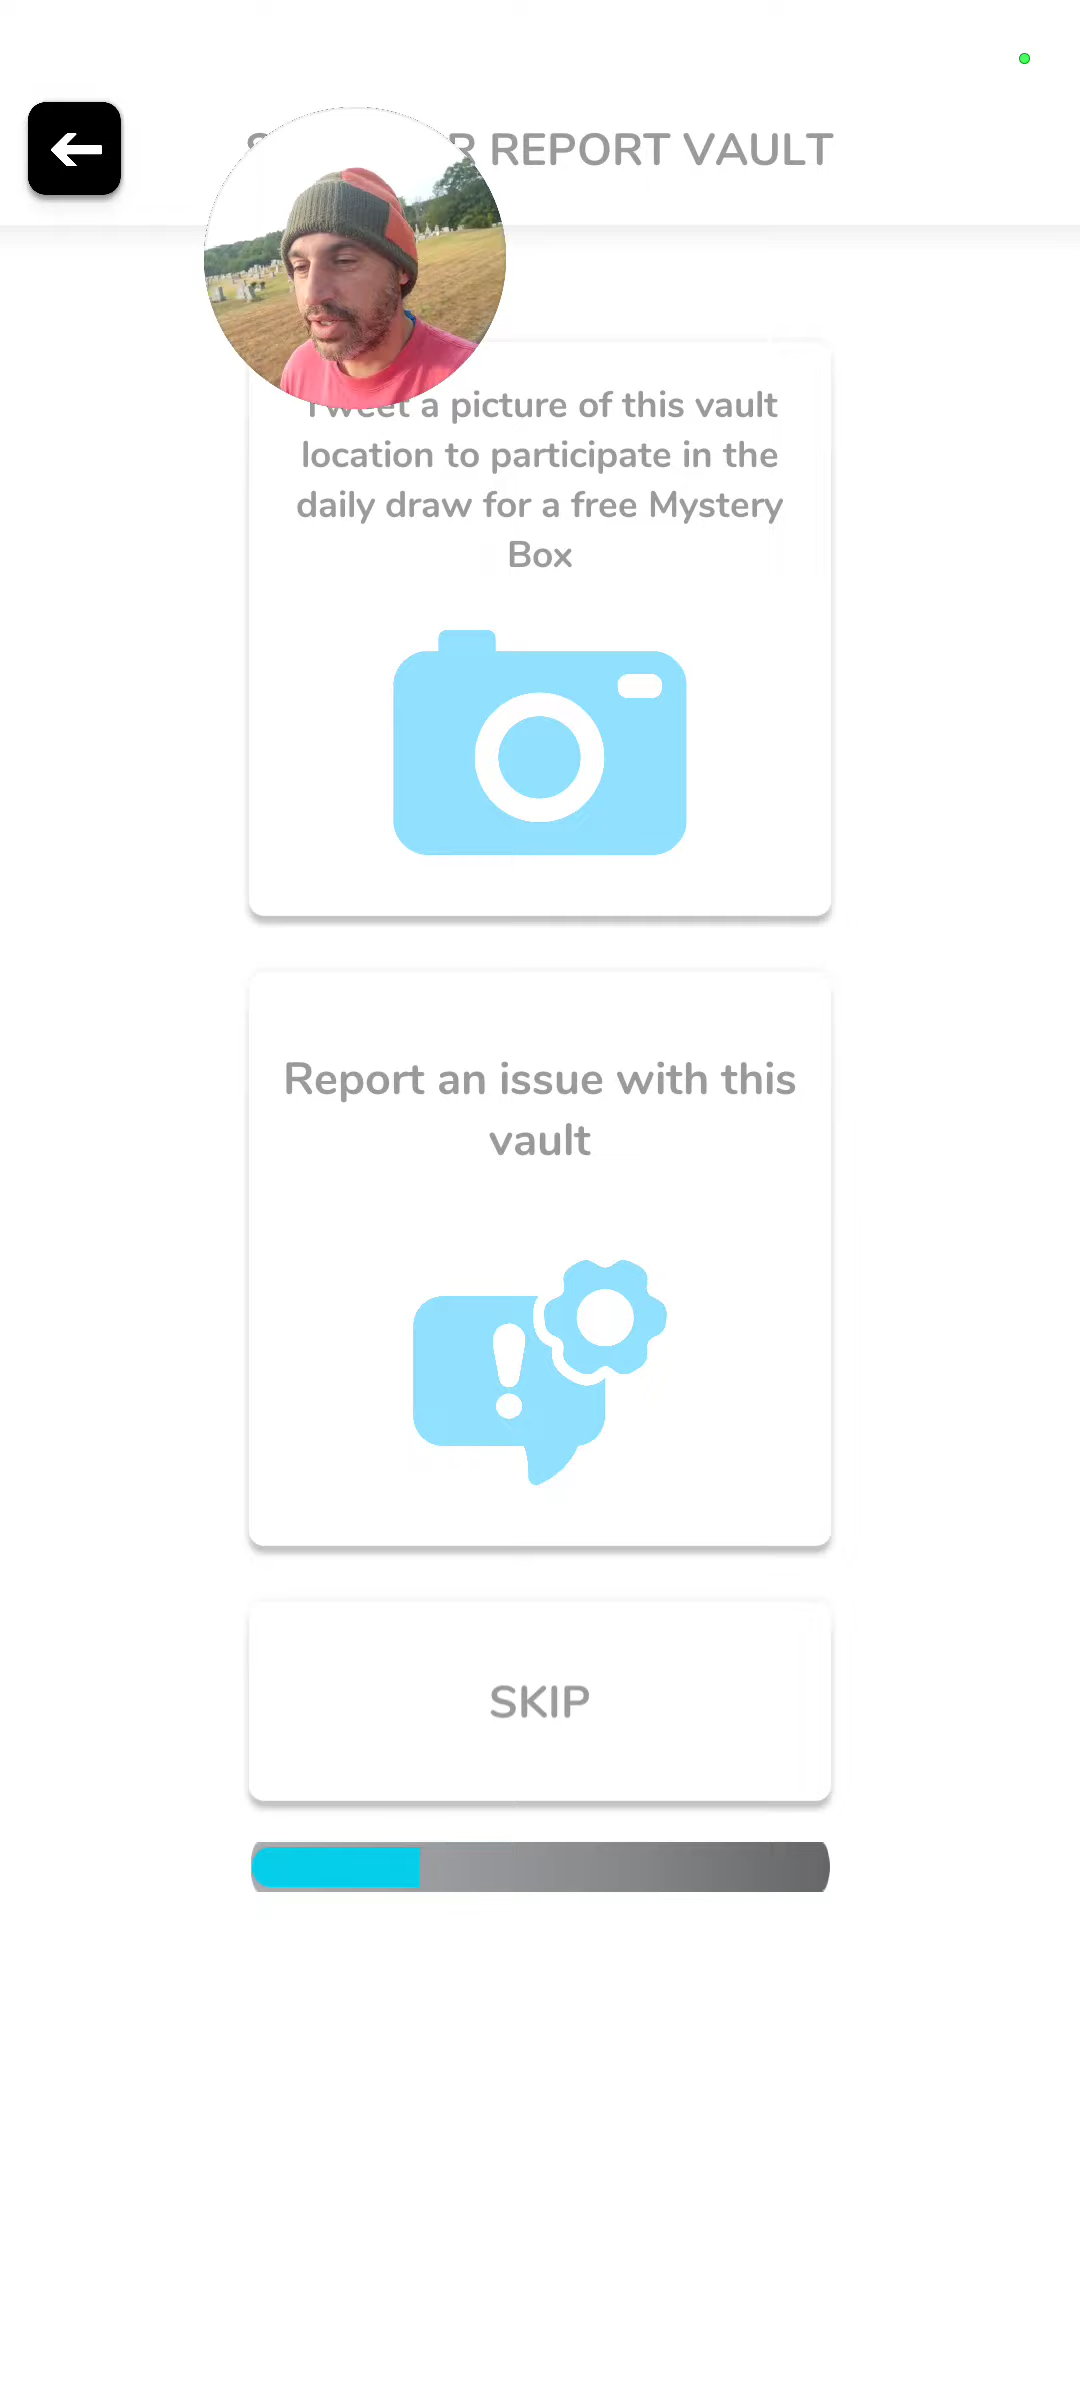 REPORT VAULT
Tweet a picture of this vault
location to participate in the
daily draw for a free Mystery
Box
Report an issue with this
vault
SKIP